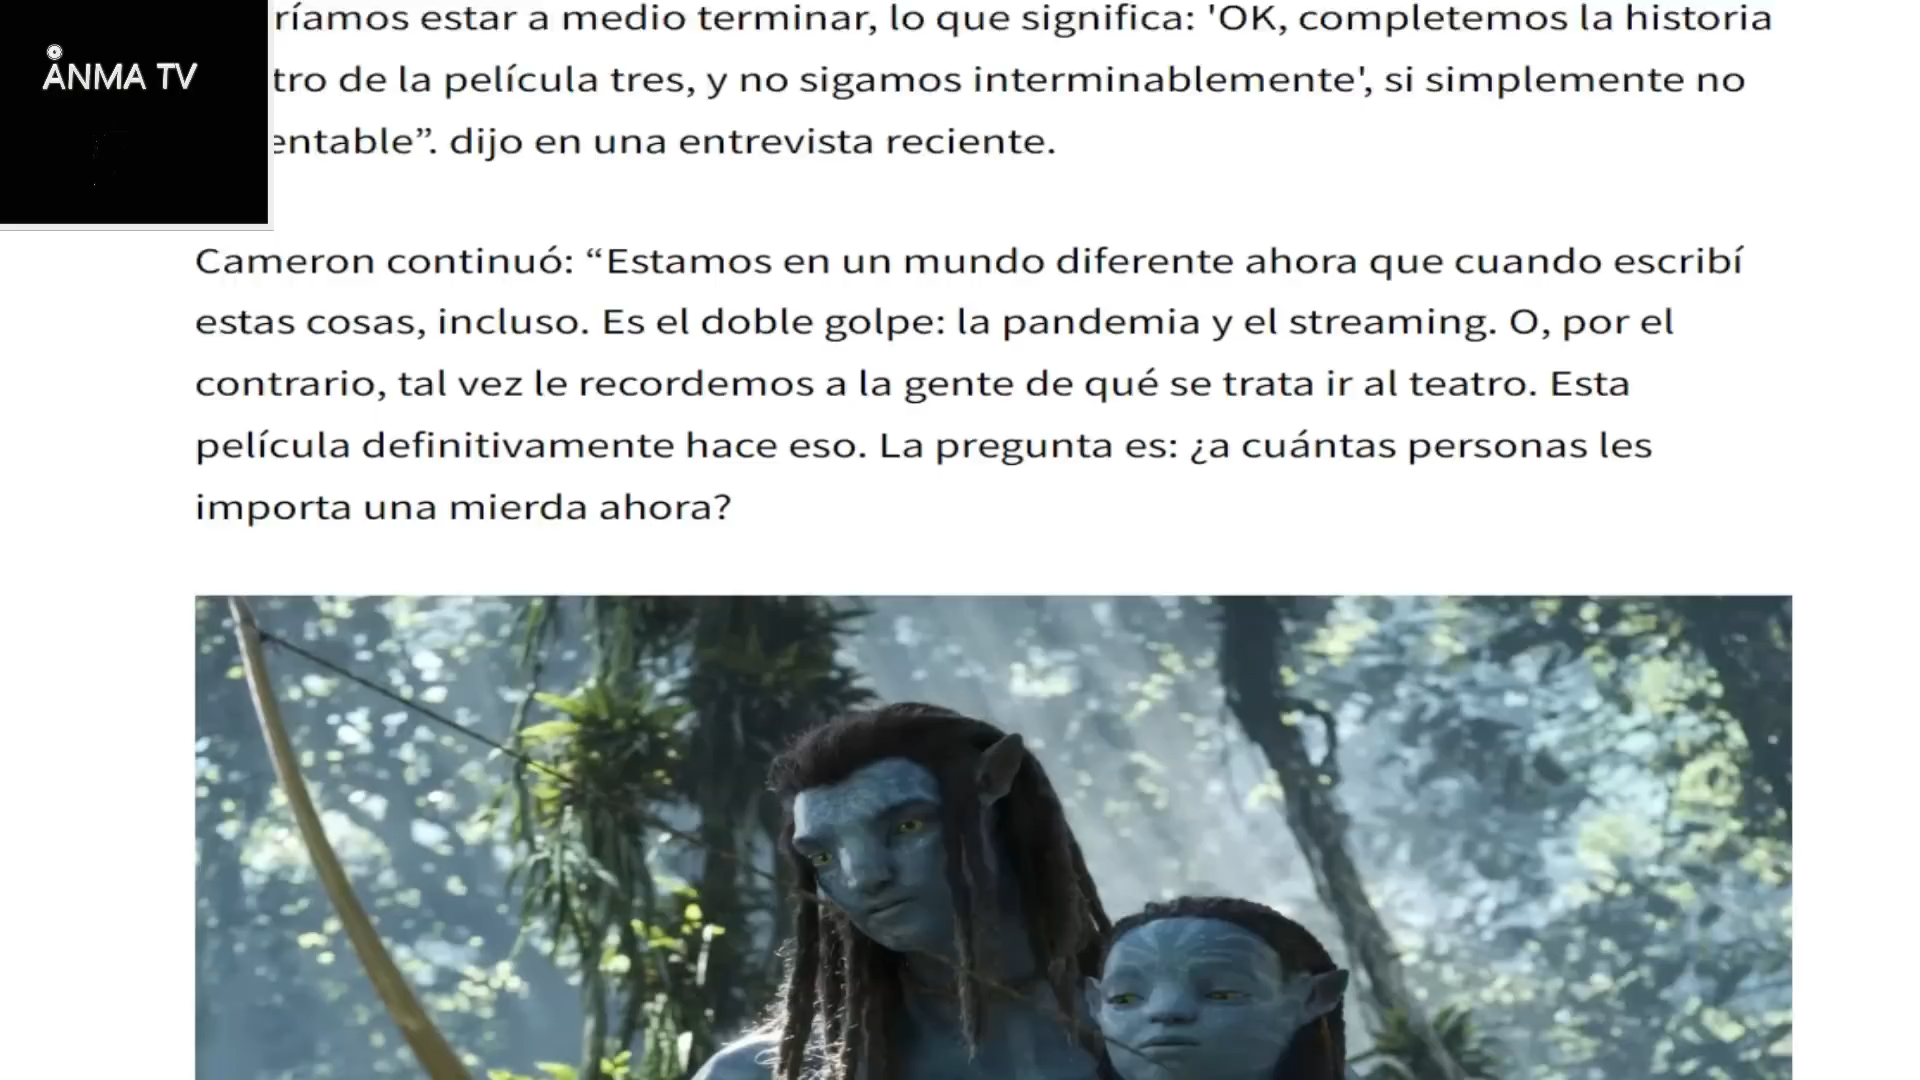 ANMA TV
ríamos estar a medio terminar, lo que significa: 'OK, completemos la historia
tro de la película tres, y no sigamos interminablemente', si simplemente no
entable”. dijo en una entrevista reciente.
Cameron continuó: “Estamos en un mundo diferente ahora que cuando escribí
estas cosas, incluso. Es el doble golpe: la pandemia y el streaming. O, por el
contrario, tal vez le recordemos a la gente de qué se trata ir al teatro. Esta
película definitivamente hace eso. La pregunta es: ¿a cuántas personas les
importa una mierda ahora?